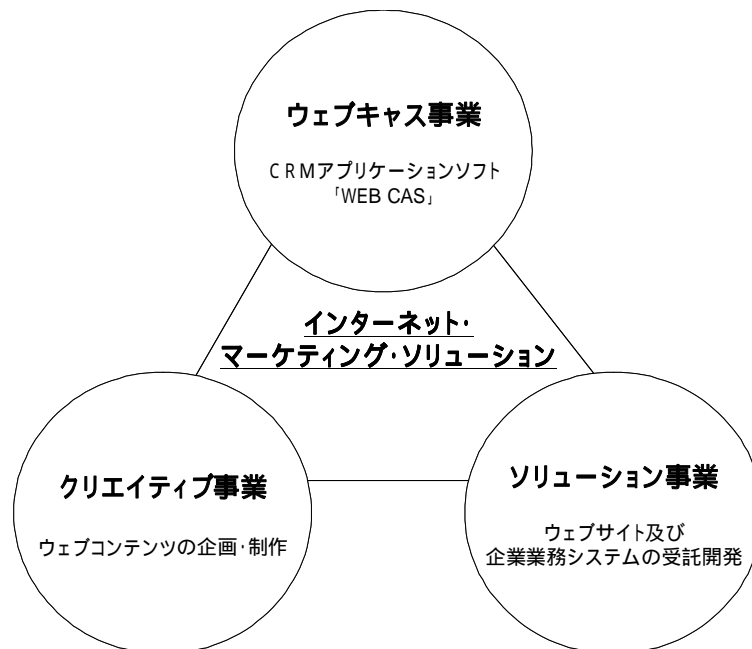 ウェブキャス事業
CRMアプリケーションソフト
「WEB CAS」
インターネット・
マーケティング・ソリューション
クリエイティブ事業
ウェブコンテンツの企画・制作
ソリューション事業
ウェブサイト及び
企業業務システムの受託開発